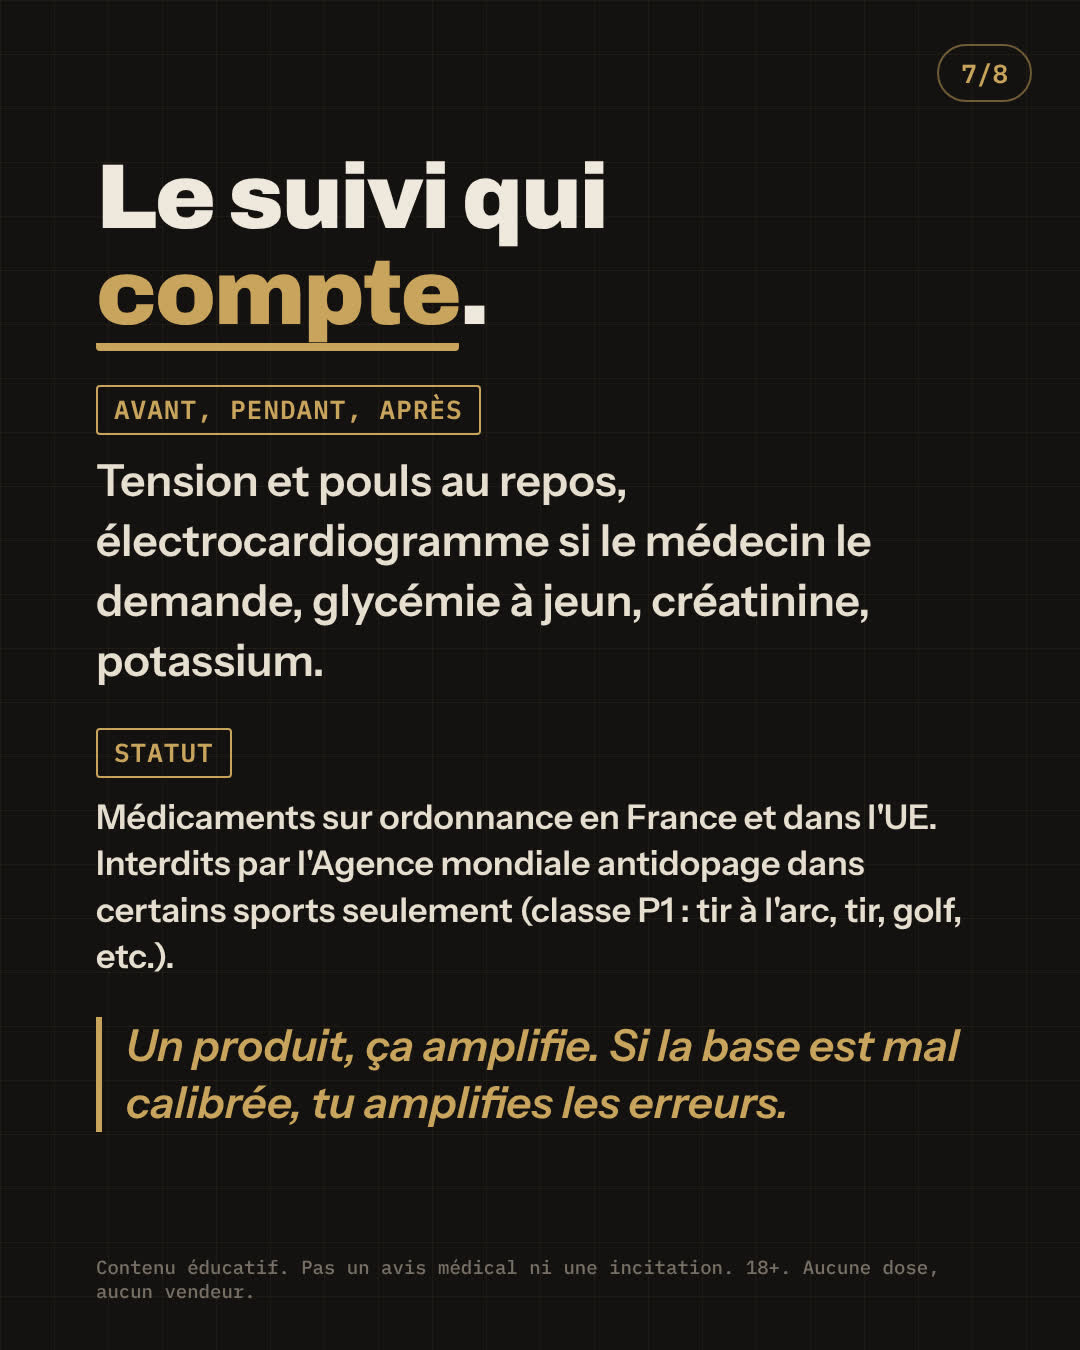 7/8
Le suivi qui
compte.
AVANT, PENDANT, APRÈS
Tension et pouls au repos,
électrocardiogramme si le médecin le
demande, glycémie à jeun, créatinine,
potassium.
STATUT
Médicaments sur ordonnance en France et dans l'UE.
Interdits par l'Agence mondiale antidopage dans
certains sports seulement (classe P1 : tir à l'arc, tir, golf,
etc.).
Un produit, ça amplifie. Si la base est mal
calibrée, tu amplifies les erreurs.
Contenu éducatif. Pas un avis médical ni une incitation. 18+. Aucune dose,
aucun vendeur.